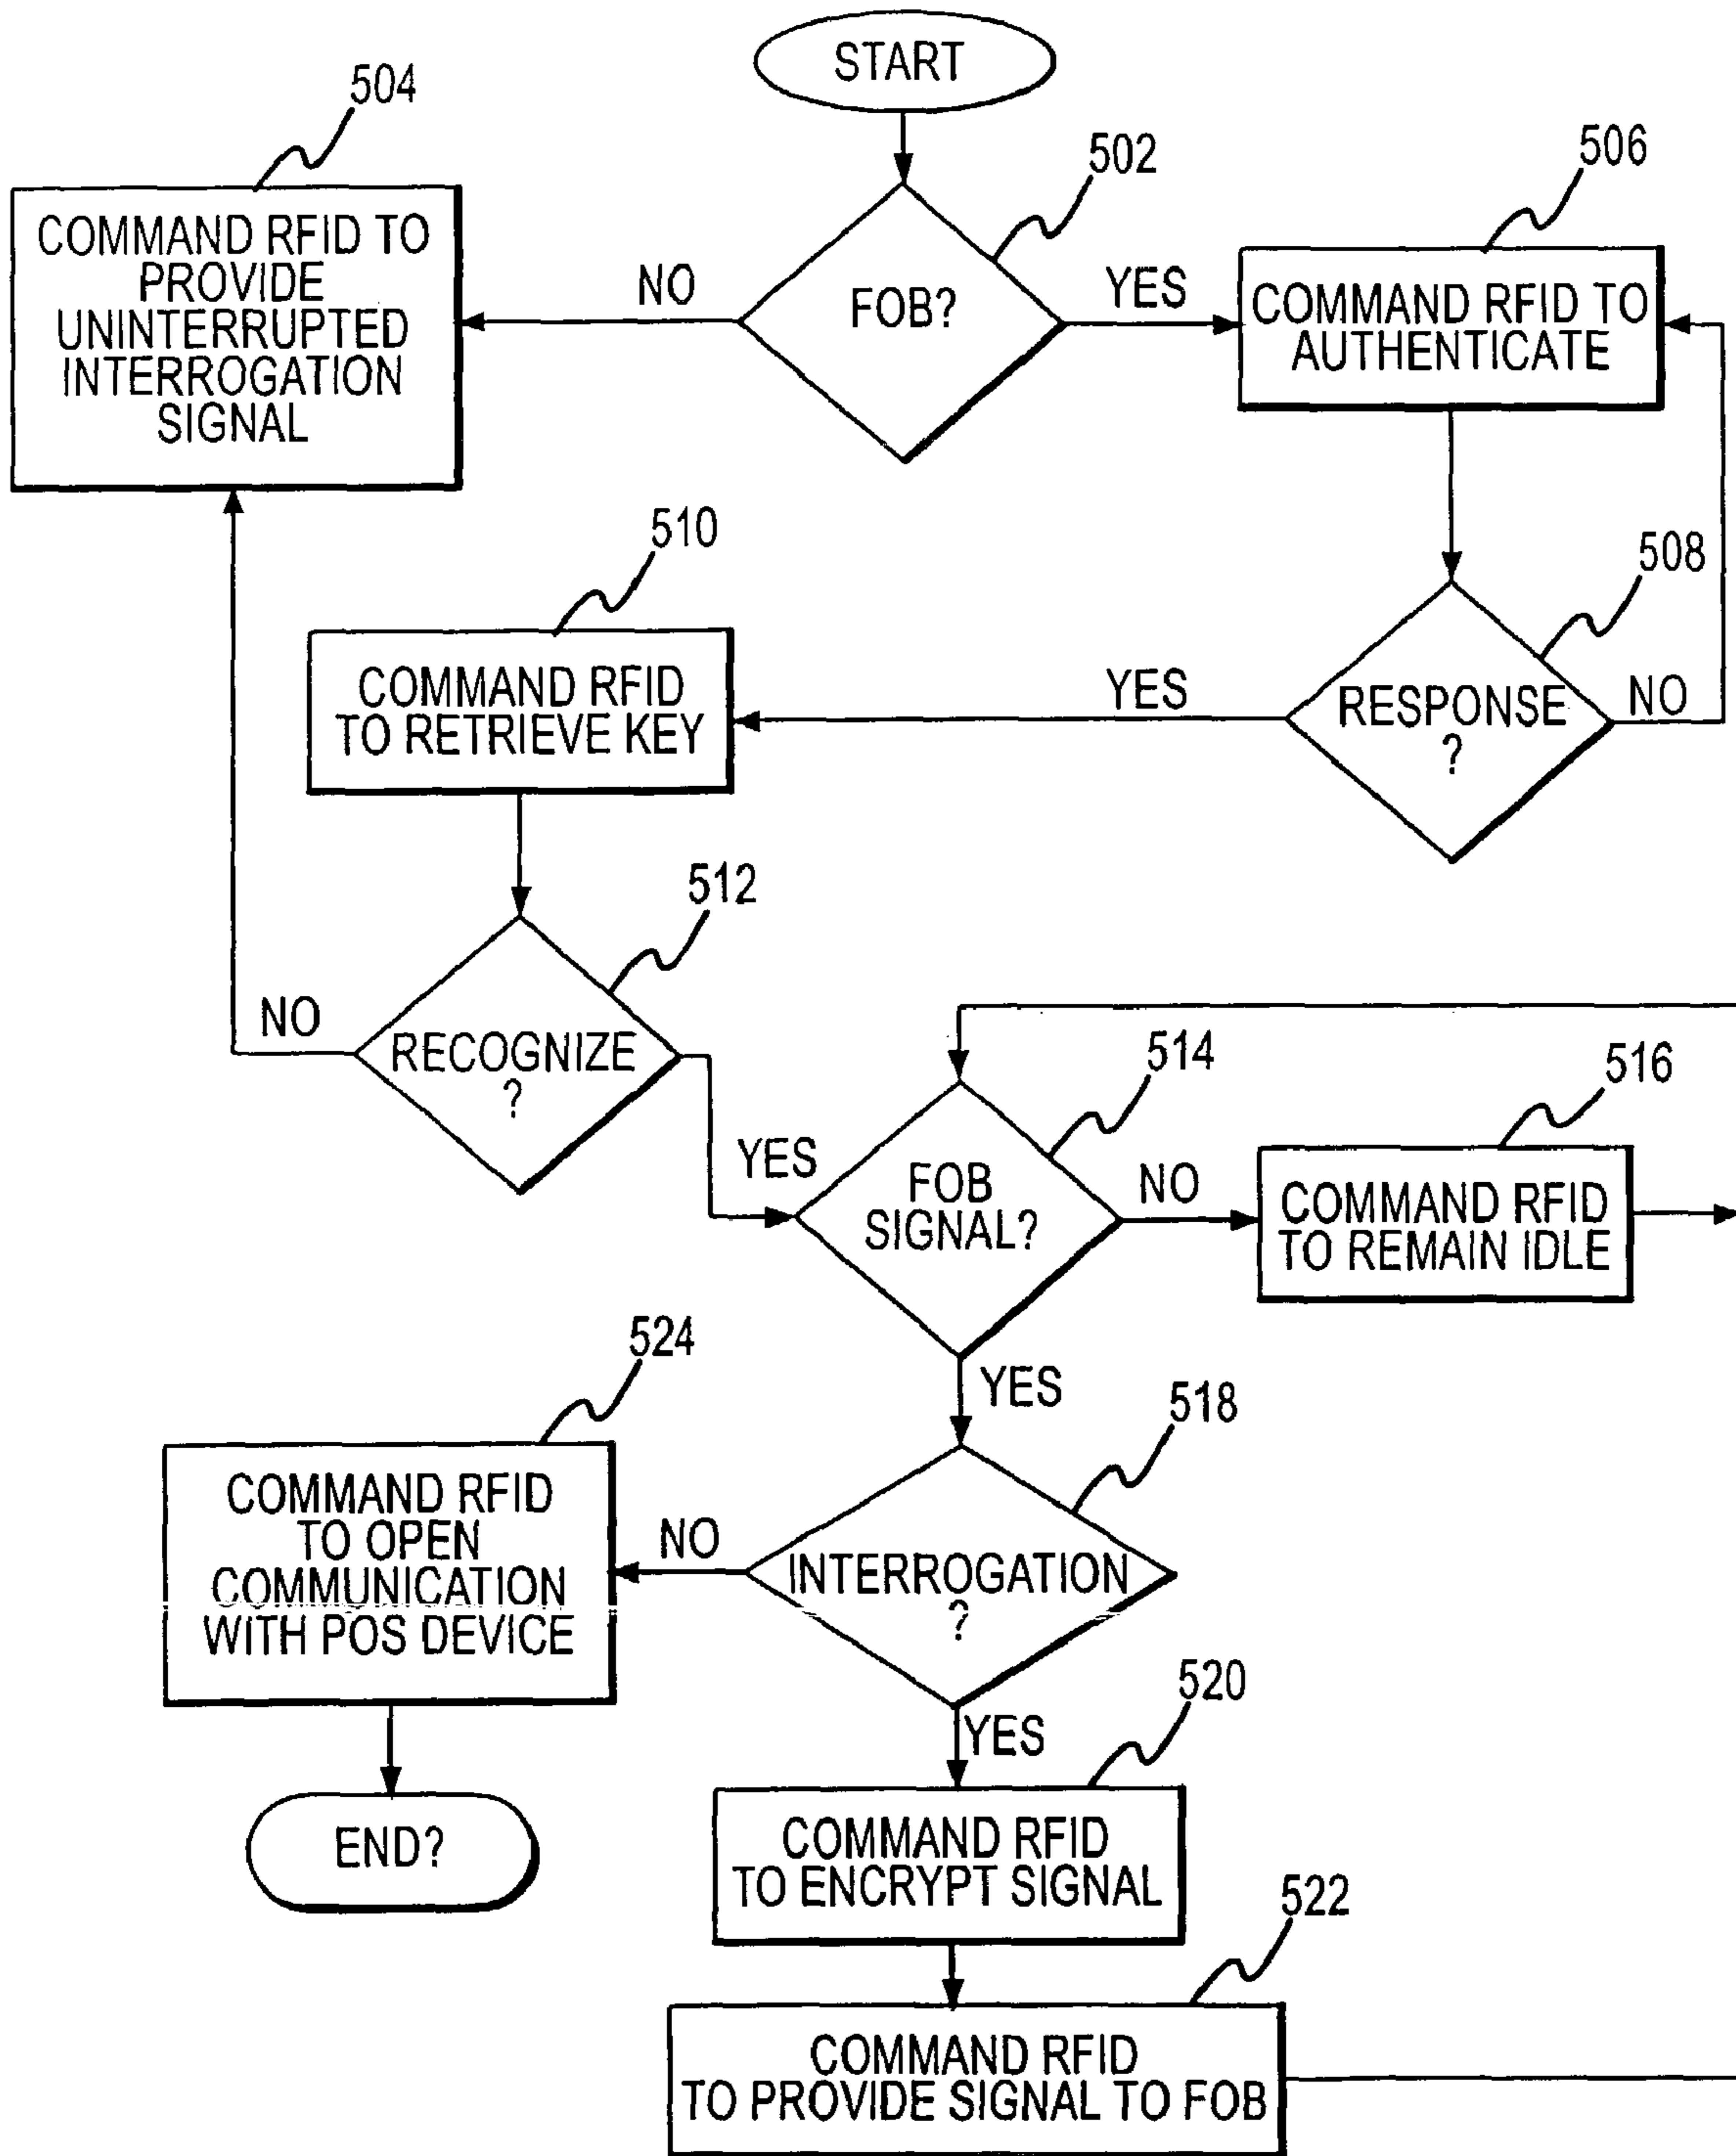 START
504
502
506
COMMAND RFID TO
PROVIDE
UNINTERRUPTED
INTERROGATION
SIGNAL
NO
FOB?
YES
COMMAND RFID TO
AUTHENTICATE
510
508
COMMAND RFID
TO RETRIEVE KEY
YES
RESPONSE
?
NO
512
NO
RECOGNIZE
?
YES
514
516
FOB
SIGNAL?
NO
COMMAND RFID
TO REMAIN IDLE
YES
524
518
COMMAND RFID
TO OPEN
COMMUNICATION
WITH POS DEVICE
NO
INTERROGATION
?
YES
520
END?
COMMAND RFID
TO ENCRYPT SIGNAL
522
COMMAND RFID
TO PROVIDE SIGNAL TO FOB